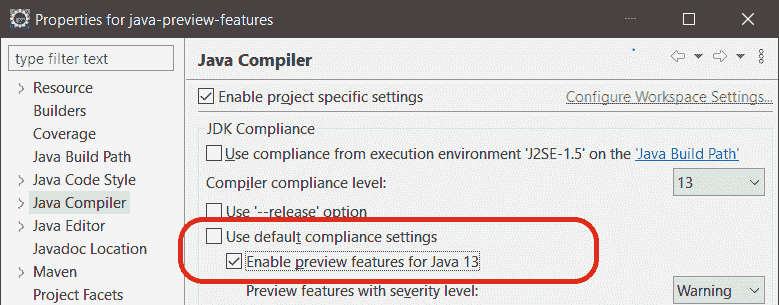 Properties for java-preview-features
type filter text
Resource
Builders
Coverage
Java Build Path
Java Code Style
Java Compiler
Java Editor
Javadoc Location
Maven
Project Facets
Java Compiler
Enable project specific settings
Configure Workspace Settings...
JDK Compliance
Use compliance from execution environment 'J2SE-1.5' on the 'Java Build Path'
Compiler compliance level:
13
Use '--release' option
Use default compliance settings
Enable preview features for Java 13
Preview features with severity level:
Warning